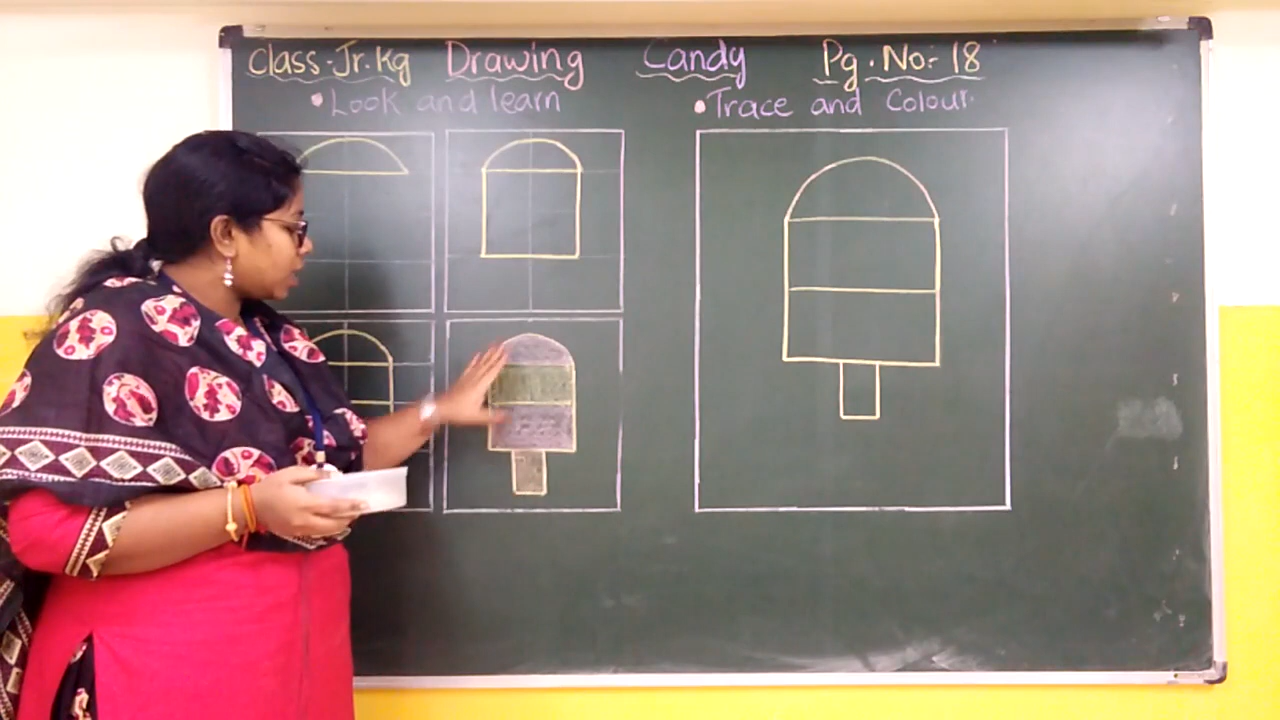 Class-Jr.Kg Drawing Candy Pg.No:-18
• Look and learn
• Trace and Colour.